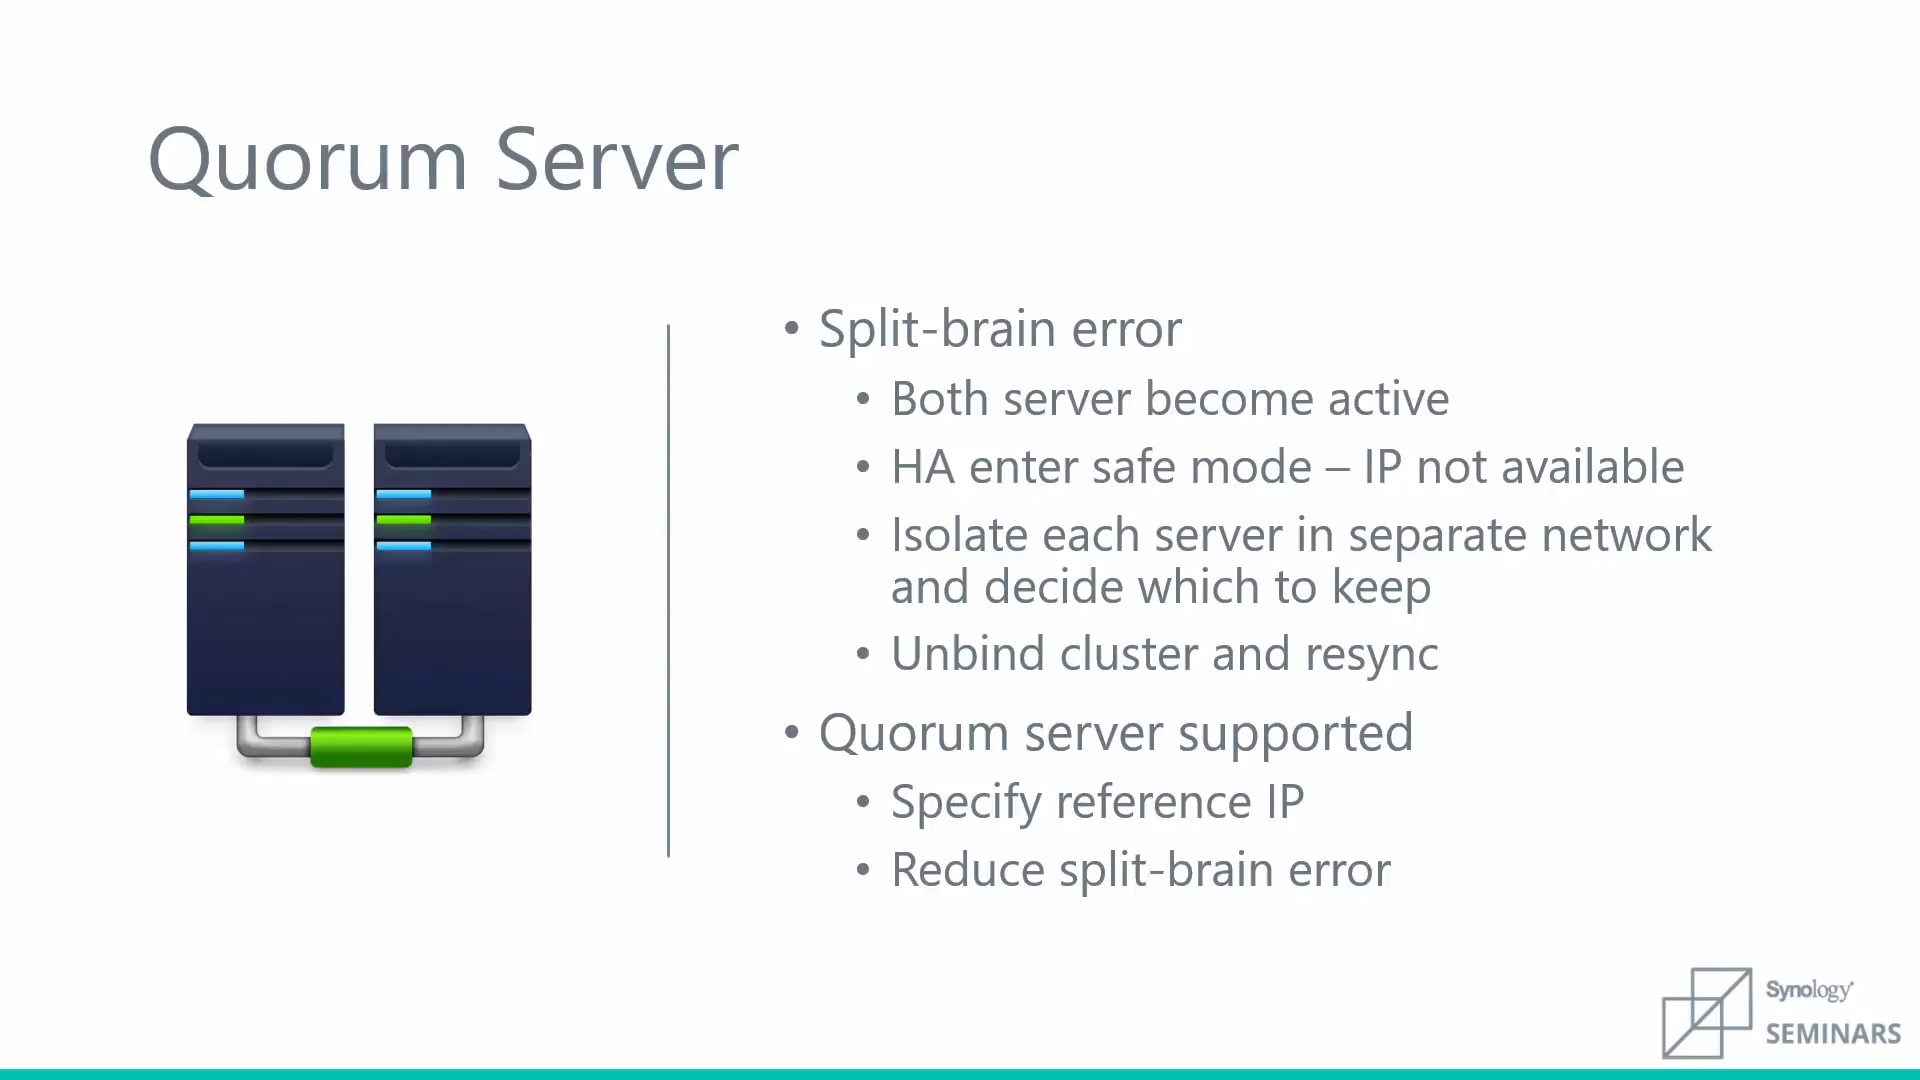 Quorum Server
• Split-brain error
• Both server become active
• HA enter safe mode – IP not available
• Isolate each server in separate network
and decide which to keep
• Unbind cluster and resync
• Quorum server supported
• Specify reference IP
• Reduce split-brain error
Synology
SEMINARS